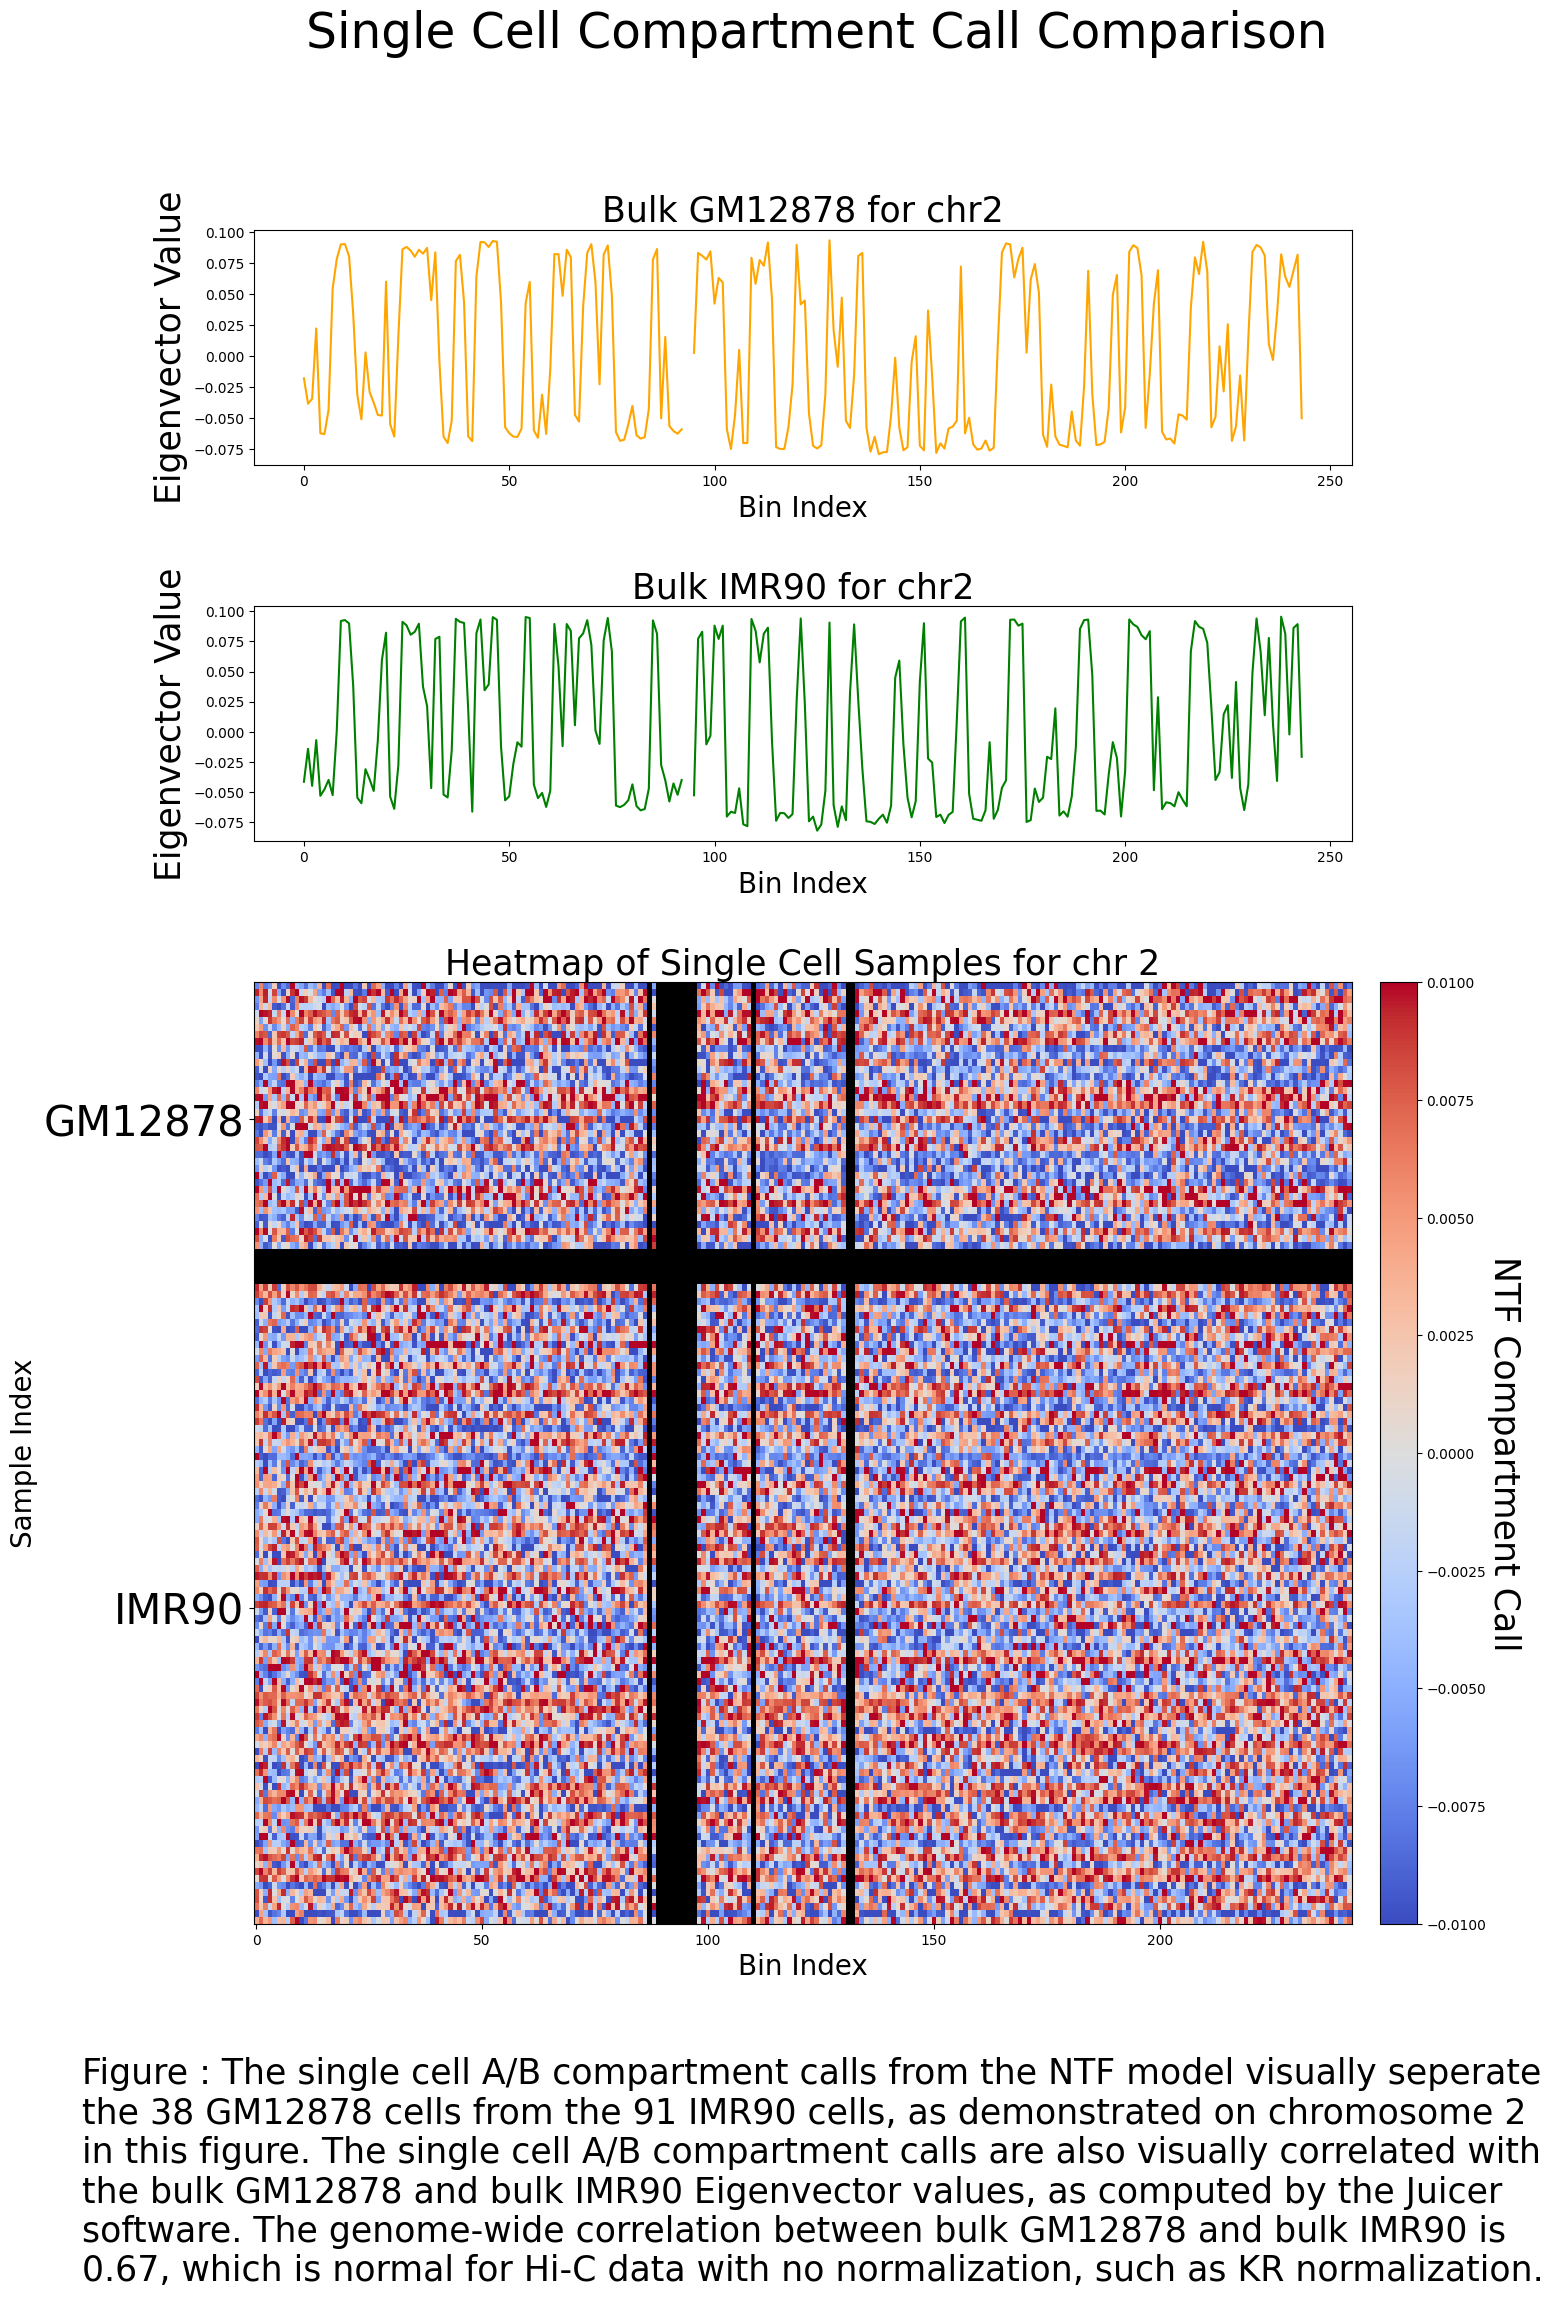 Single Cell Compartment Call Comparison
Bulk GM12878 for chr2
Eigenvector Value
0.100
0.075
0.050
0.025
0.000
−0.025
−0.050
−0.075
0
50
100
150
200
250
Bin Index
Bulk IMR90 for chr2
Eigenvector Value
0.100
0.075
0.050
0.025
0.000
−0.025
−0.050
−0.075
0
50
100
150
200
250
Bin Index
Heatmap of Single Cell Samples for chr 2
Sample Index
GM12878
IMR90
0
50
100
150
200
Bin Index
0.0100
0.0075
0.0050
0.0025
0.0000
−0.0025
−0.0050
−0.0075
−0.0100
NTF Compartment Call
Figure : The single cell A/B compartment calls from the NTF model visually seperate
the 38 GM12878 cells from the 91 IMR90 cells, as demonstrated on chromosome 2
in this figure. The single cell A/B compartment calls are also visually correlated with
the bulk GM12878 and bulk IMR90 Eigenvector values, as computed by the Juicer
software. The genome-wide correlation between bulk GM12878 and bulk IMR90 is
0.67, which is normal for Hi-C data with no normalization, such as KR normalization.